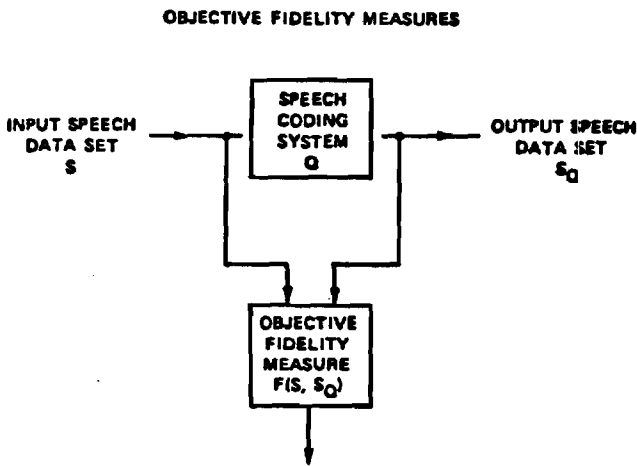 OBJECTIVE FIDELITY MEASURES
INPUT SPEECH
DATA SET
S
SPEECH
CODING
SYSTEM
Q
OUTPUT SPEECH
DATA SET
SQ
OBJECTIVE
FIDELITY
MEASURE
F(S, SQ)